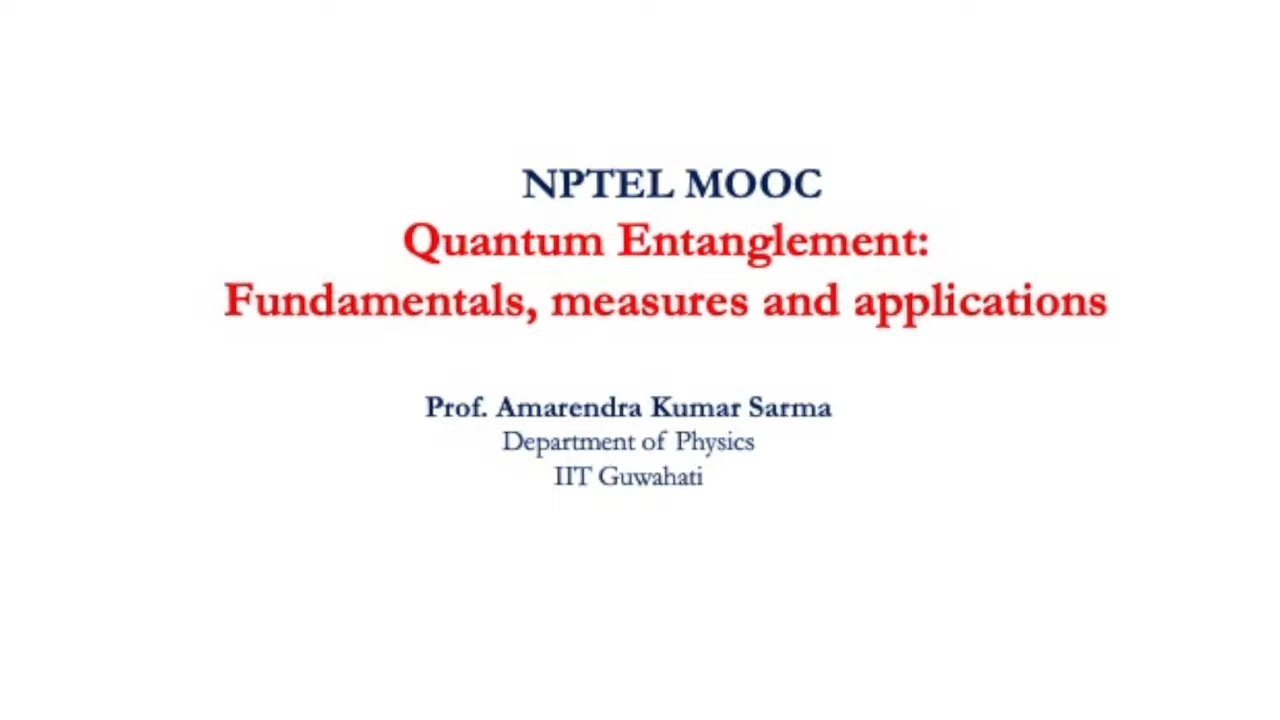 NPTEL MOOC
Quantum Entanglement:
Fundamentals, measures and applications
Prof. Amarendra Kumar Sarma
Department of Physics
IIT Guwahati